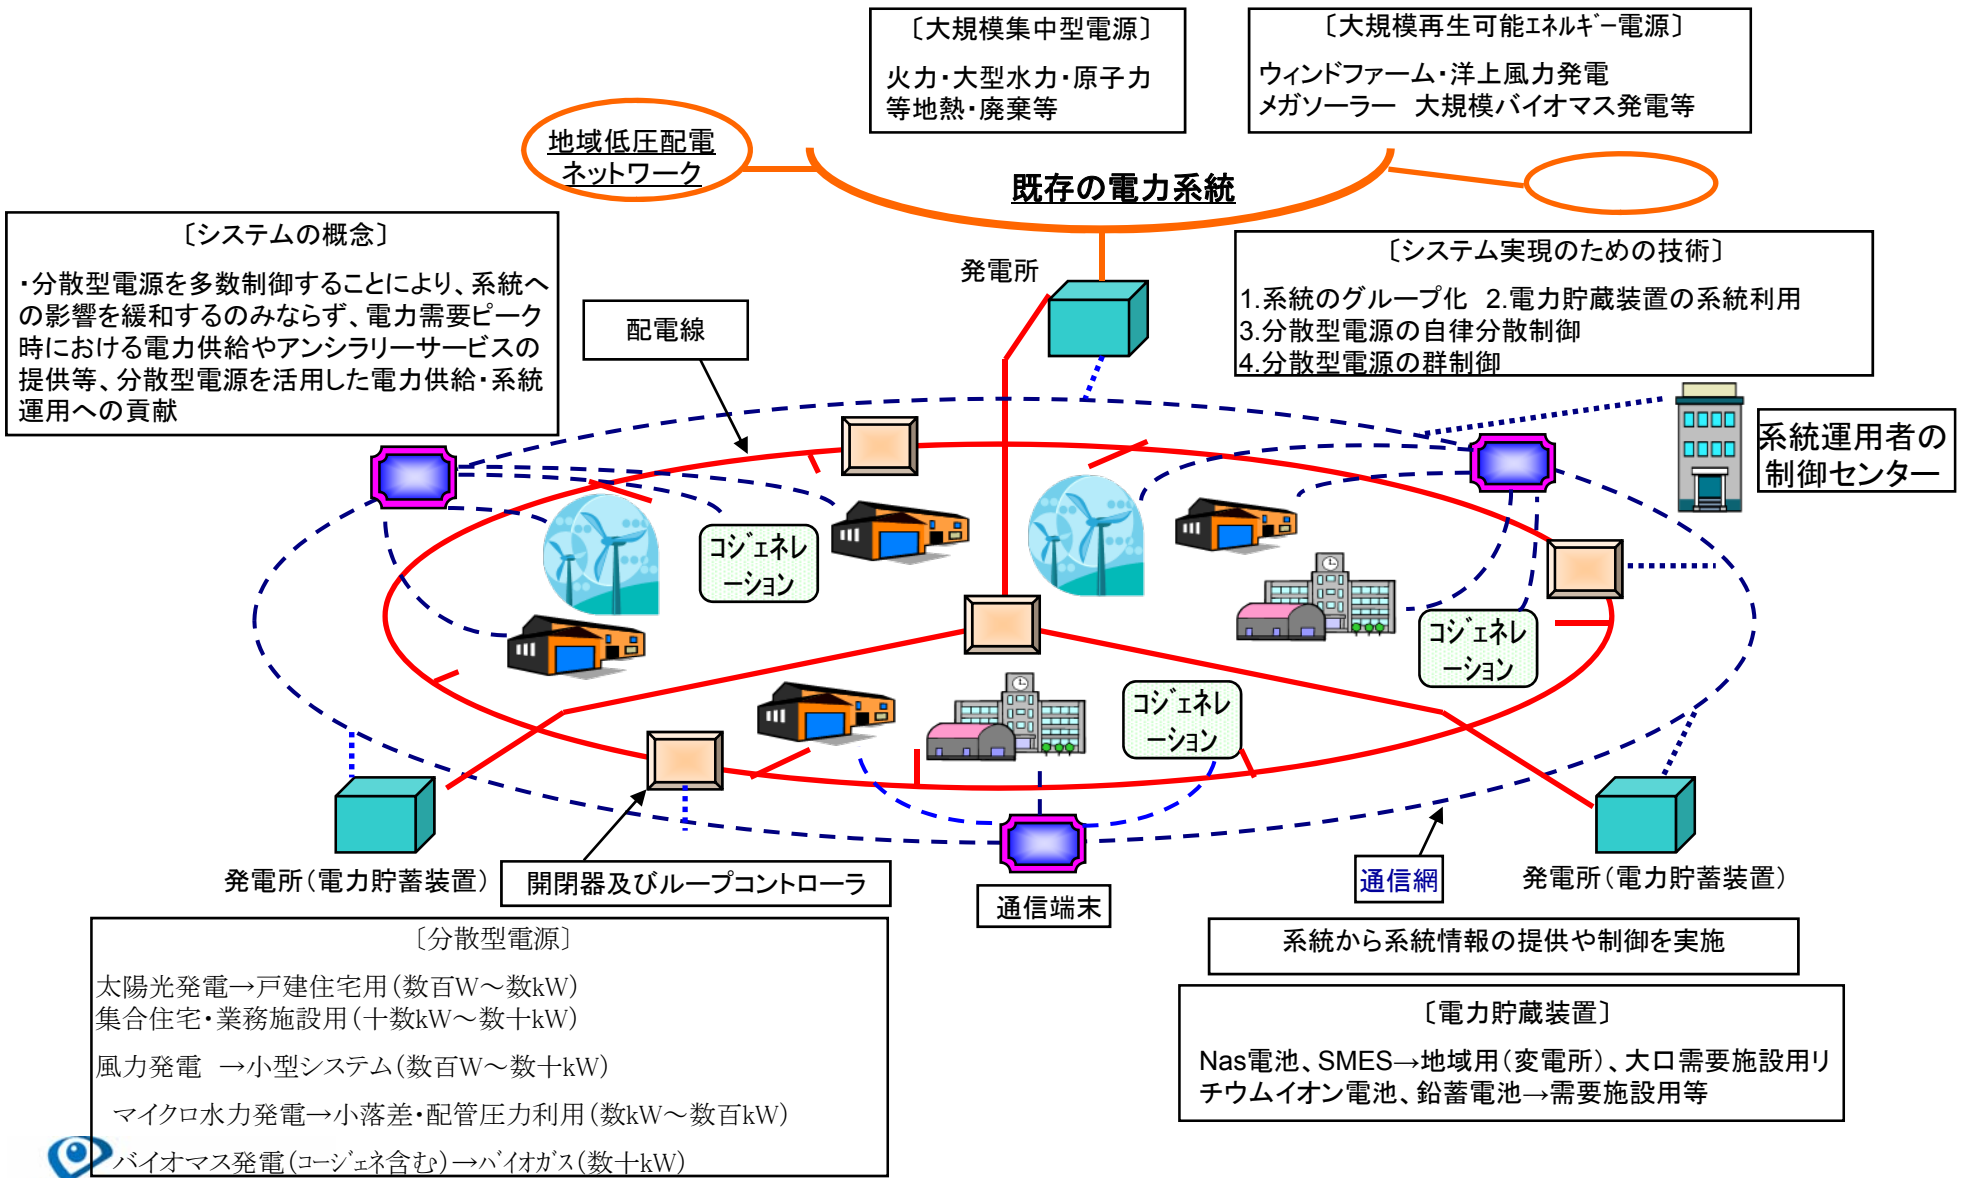 〔大規模集中型電源〕
火力・大型水力・原子力
等地熱・廃棄等
〔大規模再生可能ｴﾈﾙｷﾞｰ電源〕
ウィンドファーム・洋上風力発電
メガソーラー　大規模バイオマス発電等
地域低圧配電
ネットワーク
既存の電力系統
〔システムの概念〕
・分散型電源を多数制御することにより、系統へ
の影響を緩和するのみならず、電力需要ピーク
時における電力供給やアンシラリーサービスの
提供等、分散型電源を活用した電力供給・系統
運用への貢献
発電所
〔システム実現のための技術〕
1.系統のグループ化　2.電力貯蔵装置の系統利用
3.分散型電源の自律分散制御
4.分散型電源の群制御
配電線
系統運用者の
制御センター
コｼﾞｪﾈﾚ
ｰｼｮﾝ
コｼﾞｪﾈﾚ
ｰｼｮﾝ
コｼﾞｪﾈﾚ
ｰｼｮﾝ
発電所（電力貯蓄装置）
開閉器及びループコントローラ
通信端末
通信網
発電所（電力貯蓄装置）
〔分散型電源〕
太陽光発電→戸建住宅用（数百W～数kW）
集合住宅・業務施設用（十数kW～数十kW）
風力発電　→小型システム（数百W～数十kW）
マイクロ水力発電→小落差・配管圧力利用（数kW～数百kW）
バイオマス発電（ｺｰｼﾞｪﾈ含む）→ﾊﾞｲｵｶﾞｽ（数十kW）
系統から系統情報の提供や制御を実施
〔電力貯蔵装置〕
Nas電池、SMES→地域用（変電所）、大口需要施設用リ
チウムイオン電池、鉛蓄電池→需要施設用等